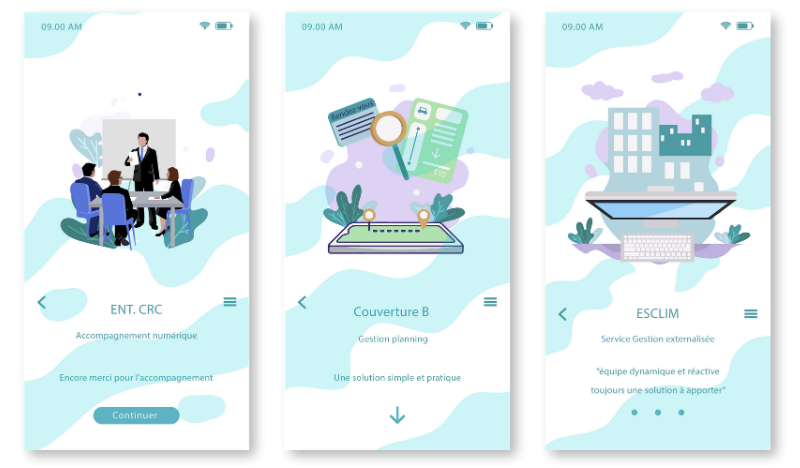 09.00 AM
ENT. CRC
Accompagnement numérique
Encore merci pour l'accompagnement
Continuer
09.00 AM
Rendez-vous
$10
Couverture B
Gestion planning
Une solution simple et pratique
09.00 AM
ESCLIM
Service Gestion externalisée
"équipe dynamique et réactive
toujours une solution à apporter"